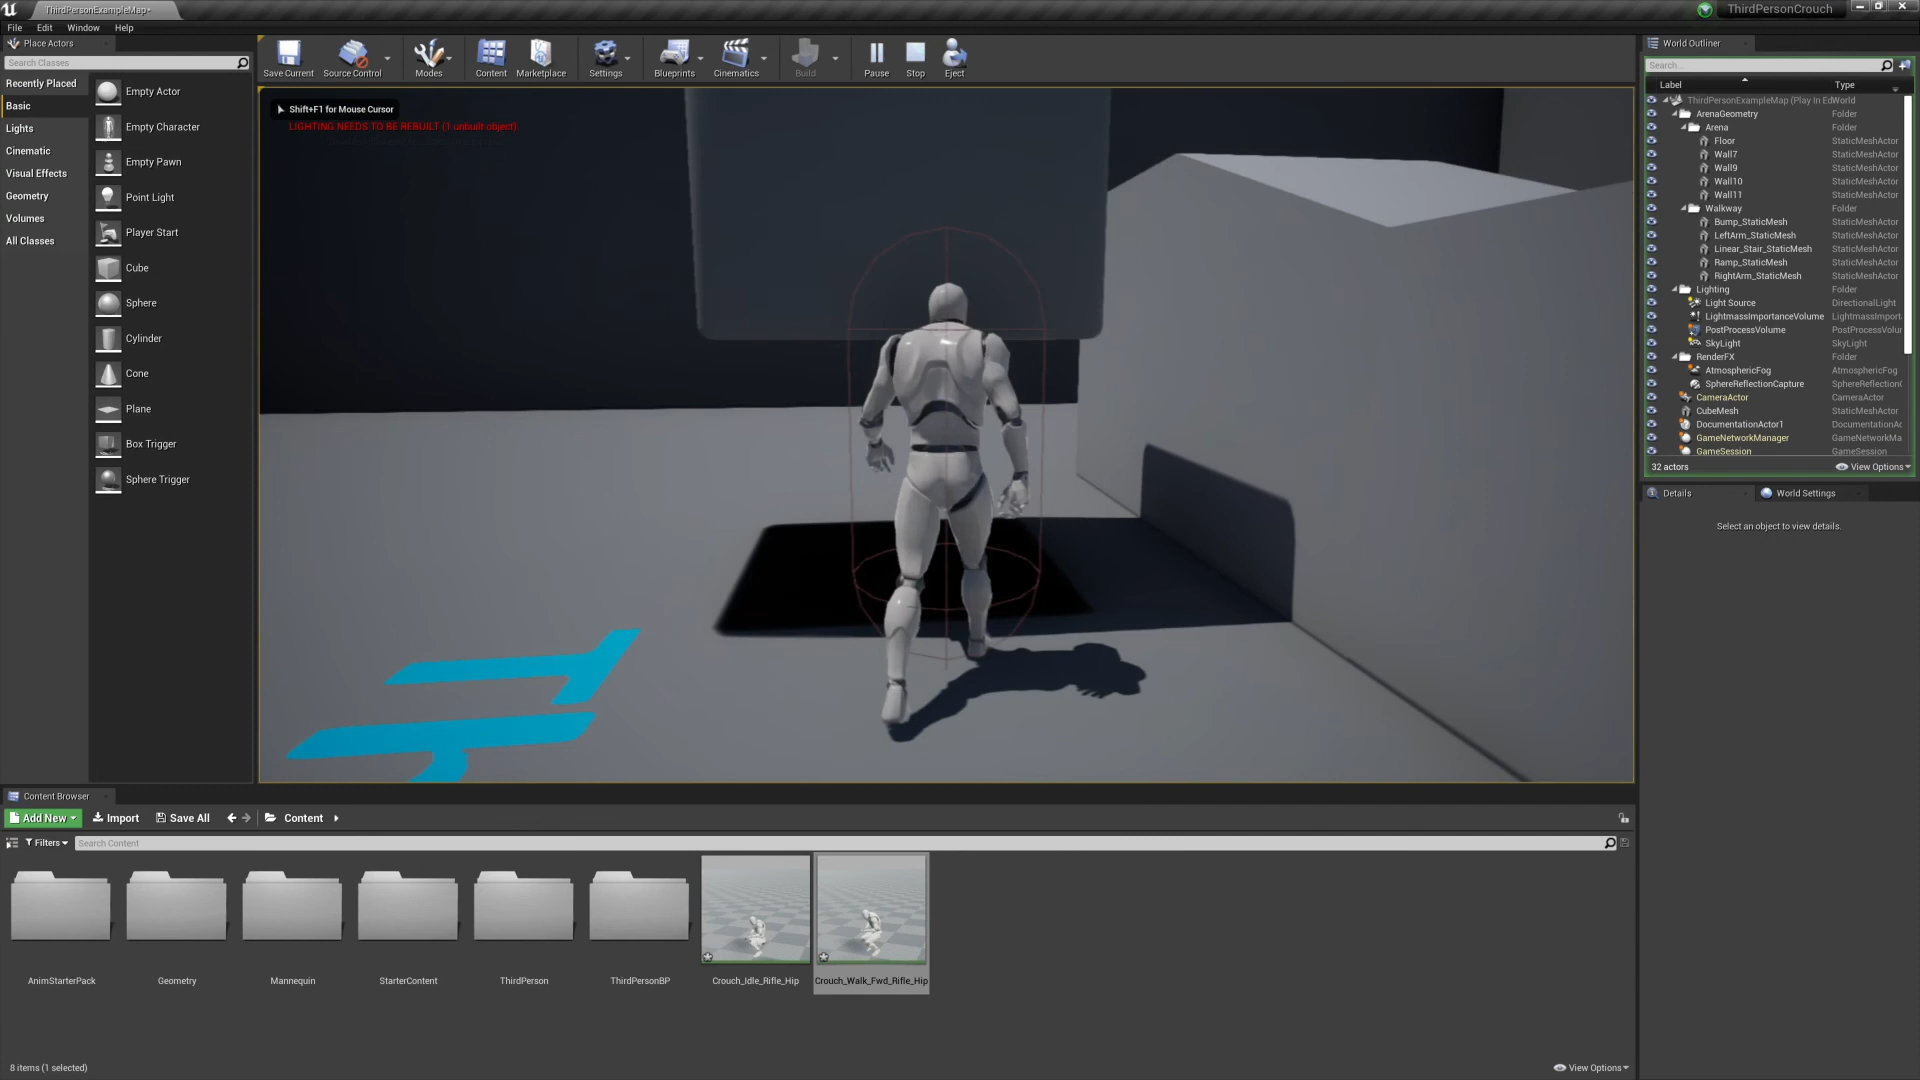 ThirdPersonExampleMap•
ThirdPersonCrouch
File Edit Window Help
Place Actors
Search Classes
Recently Placed
Basic
Lights
Cinematic
Visual Effects
Geometry
Volumes
All Classes
Empty Actor
Empty Character
Empty Pawn
Point Light
Player Start
Cube
Sphere
Cylinder
Cone
Plane
Box Trigger
Sphere Trigger
Save Current Source Control Modes Content Marketplace Settings Blueprints Cinematics Build Pause Stop Eject
Shift+F1 for Mouse Cursor
LIGHTING NEEDS TO BE REBUILT (1 unbuilt object)
World Outliner
Search...
Label Type
ThirdPersonExampleMap (Play In Ed World
ArenaGeometry Folder
Arena Folder
Floor StaticMeshActor
Wall7 StaticMeshActor
Wall9 StaticMeshActor
Wall10 StaticMeshActor
Wall11 StaticMeshActor
Walkway Folder
Bump_StaticMesh StaticMeshActor
LeftArm_StaticMesh StaticMeshActor
Linear_Stair_StaticMesh StaticMeshActor
Ramp_StaticMesh StaticMeshActor
RightArm_StaticMesh StaticMeshActor
Lighting Folder
Light Source DirectionalLight
LightmassImportanceVolume LightmassImport
PostProcessVolume PostProcessVolu
SkyLight SkyLight
RenderFX Folder
AtmosphericFog AtmosphericFog
SphereReflectionCapture SphereReflection
CameraActor CameraActor
CubeMesh StaticMeshActor
DocumentationActor1 DocumentationAc
GameNetworkManager GameNetworkMa
GameSession GameSession
32 actors View Options
Details World Settings
Select an object to view details.
Content Browser
Add New Import Save All Content
Filters Search Content
AnimStarterPack Geometry Mannequin StarterContent ThirdPerson ThirdPersonBP Crouch_Idle_Rifle_Hip Crouch_Walk_Fwd_Rifle_Hip
8 items (1 selected) View Options